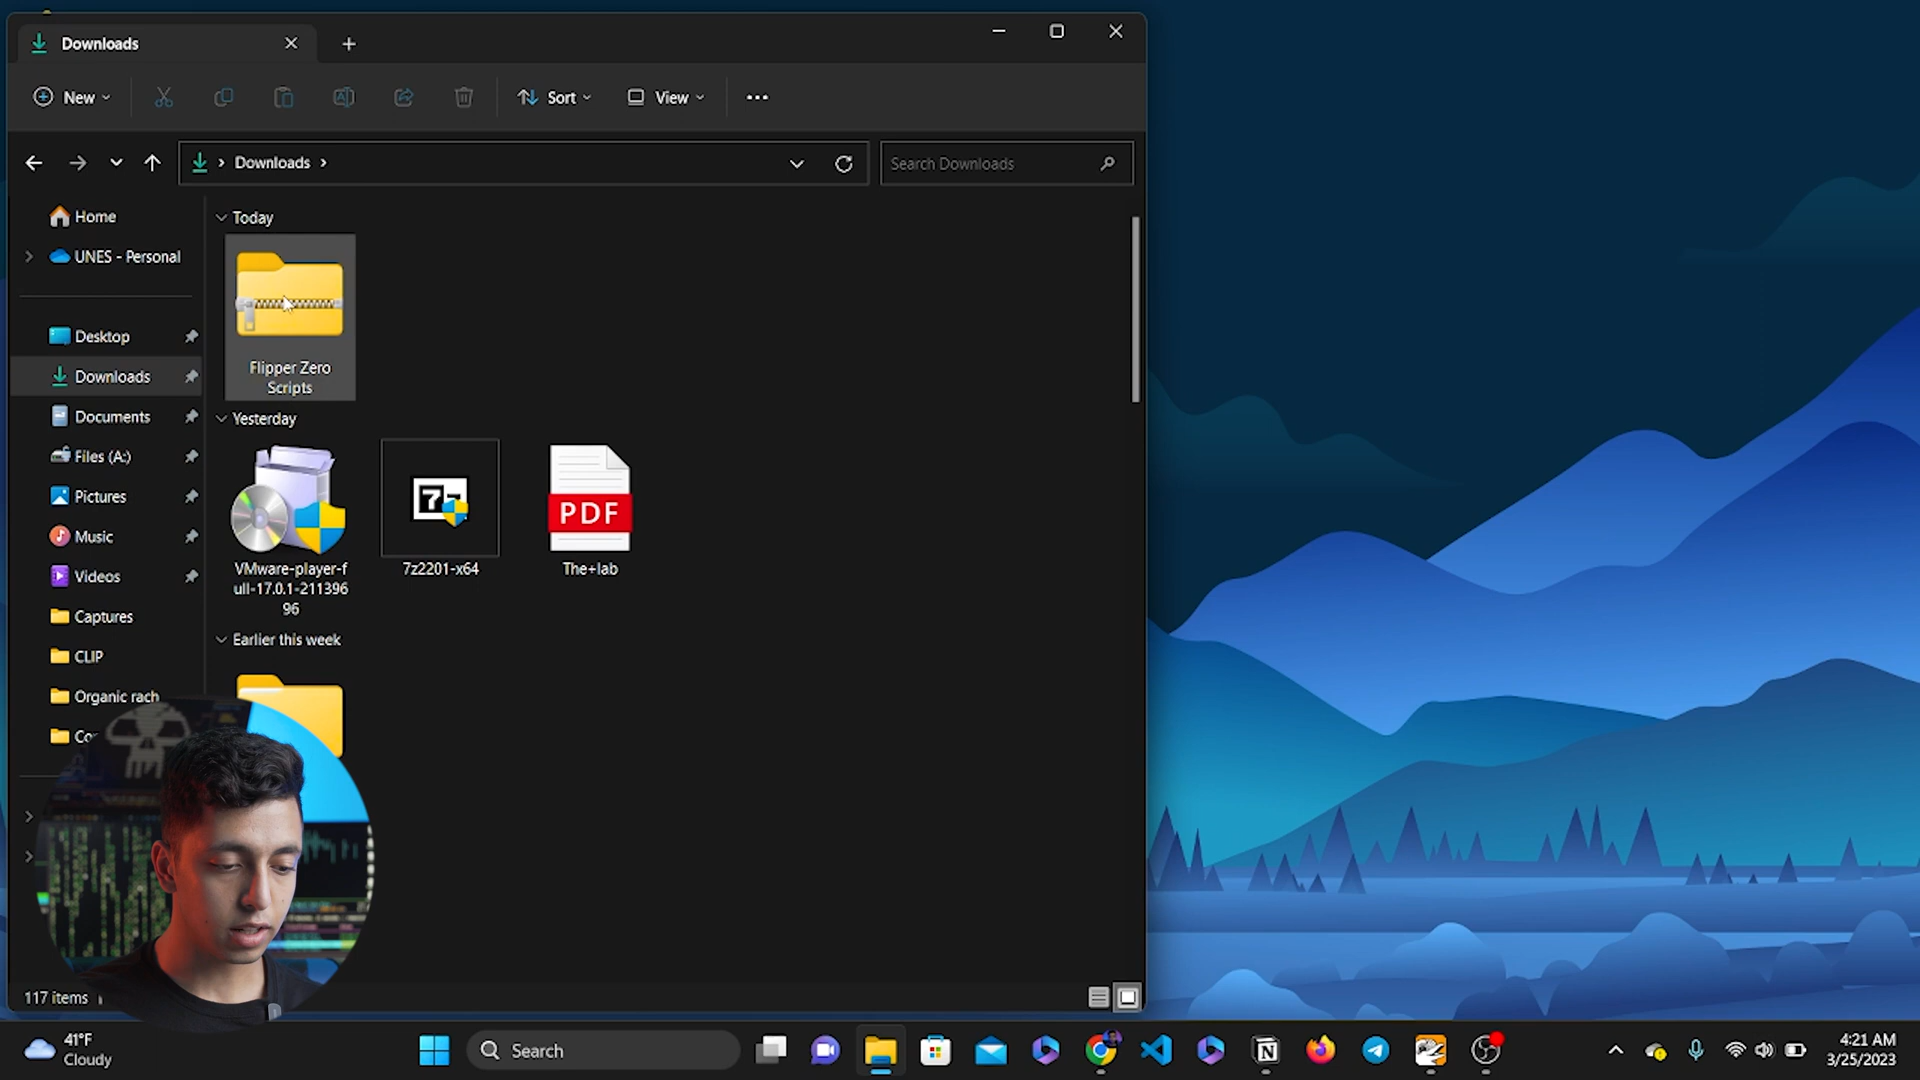 Downloads
New
Sort
View
Downloads
Search Downloads
Home
UNES - Personal
Desktop
Downloads
Documents
Files (A:)
Pictures
Music
Videos
Captures
CLIP
Organic rach
Today
Flipper Zero
Scripts
Yesterday
VMware-player-f
ull-17.0.1-211396
96
7z2201-x64
PDF
The+lab
Earlier this week
117 items
41°F
Cloudy
Search
4:21 AM
3/25/2023